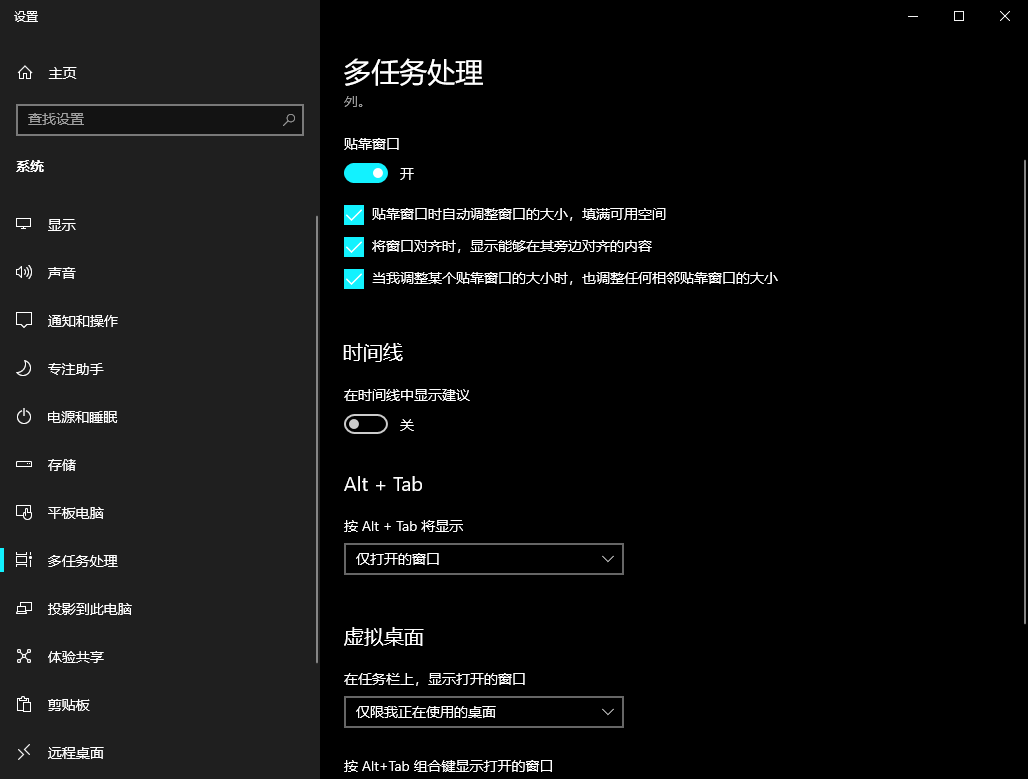 设置
主页
查找设置
系统
显示
声音
通知和操作
专注助手
电源和睡眠
存储
平板电脑
多任务处理
投影到此电脑
体验共享
剪贴板
远程桌面
多任务处理
列。
贴靠窗口
开
贴靠窗口时自动调整窗口的大小，填满可用空间
将窗口对齐时，显示能够在其旁边对齐的内容
当我调整某个贴靠窗口的大小时，也调整任何相邻贴靠窗口的大小
时间线
在时间线中显示建议
关
Alt + Tab
按 Alt + Tab 将显示
仅打开的窗口
虚拟桌面
在任务栏上，显示打开的窗口
仅限我正在使用的桌面
按 Alt+Tab 组合键显示打开的窗口